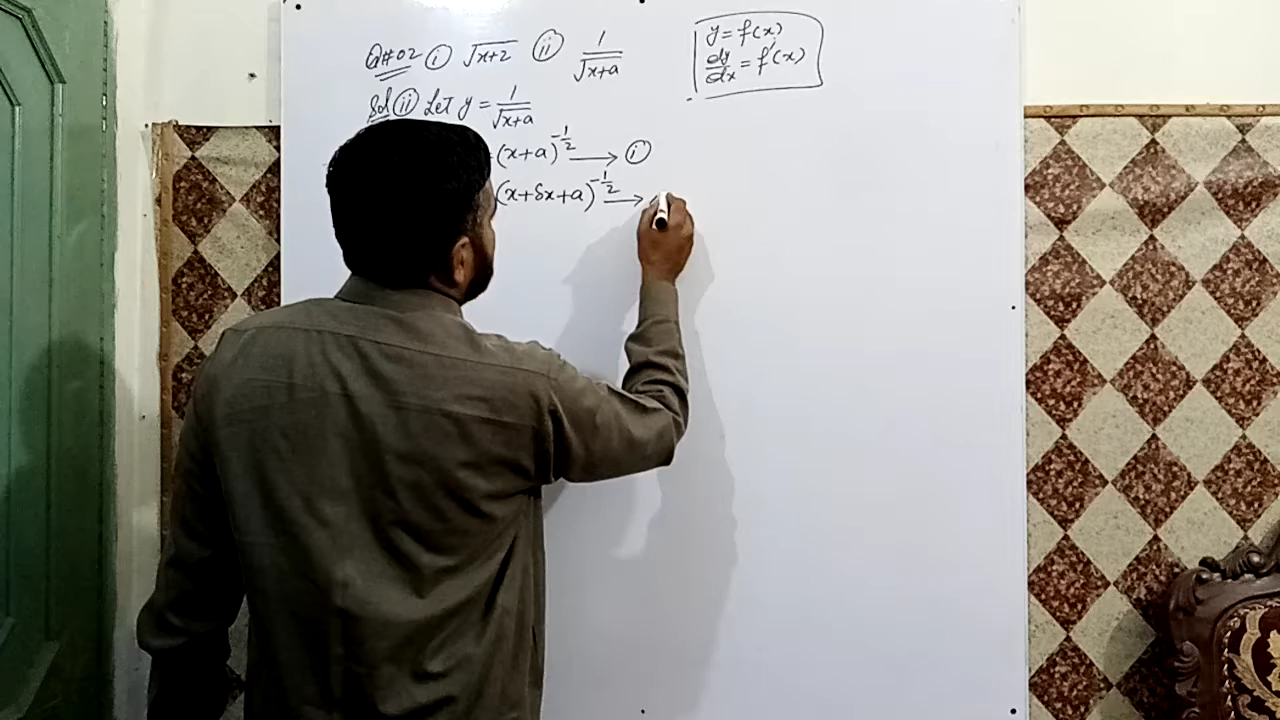 Q#02 (i) √x+2 (ii) 1/√x+a
y = f(x)
dy/dx = f'(x)
Sol (ii) Let y = 1/√x+a
(x+a)^-1/2 → (i)
(x+δx+a)^-1/2 →